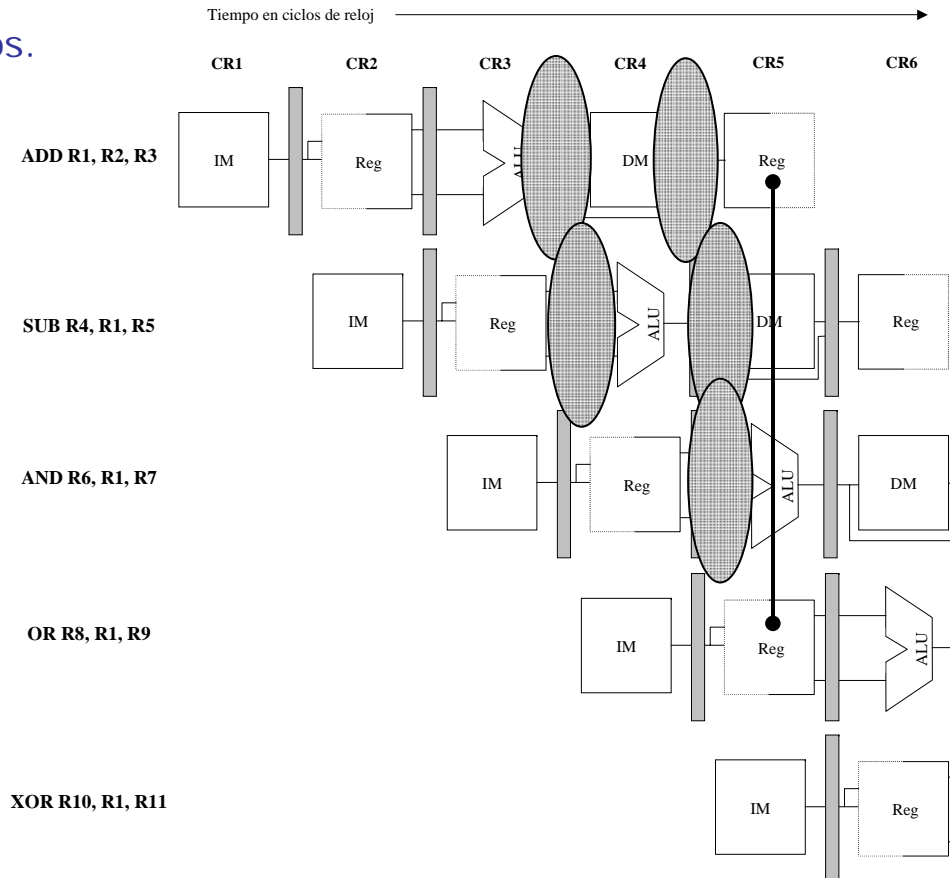 Tiempo en ciclos de reloj
os.
CR1 CR2 CR3 CR4 CR5 CR6
ADD R1, R2, R3 IM Reg ALU DM Reg
SUB R4, R1, R5 IM Reg ALU DM Reg
AND R6, R1, R7 IM Reg ALU DM
OR R8, R1, R9 IM Reg ALU
XOR R10, R1, R11 IM Reg